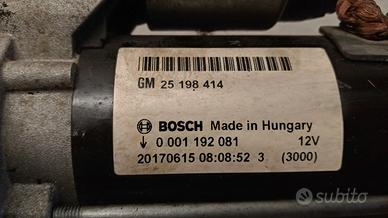 GM 25 198 414
BOSCH Made in Hungary
0 001 192 081 12V
20170615 08:08:52 3 (3000)
subito